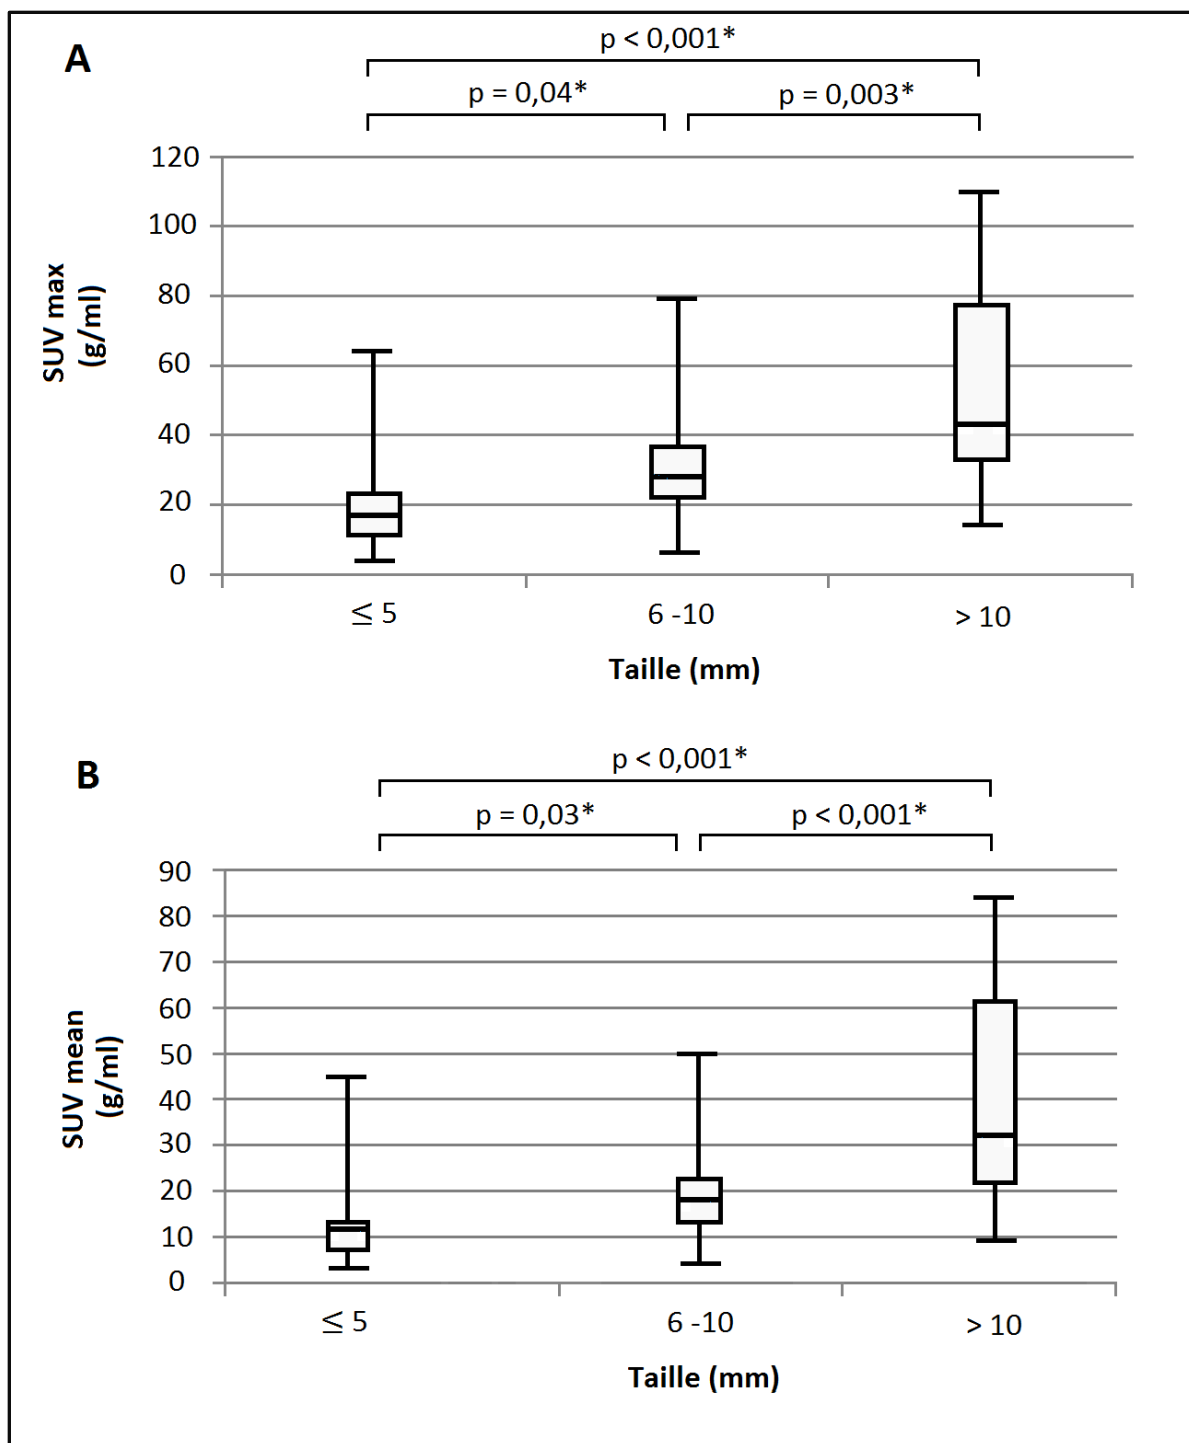 A
p < 0,001*
p = 0,04*
p = 0,003*
120
100
80
60
40
20
0
SUV max
(g/ml)
≤ 5
6 -10
> 10
Taille (mm)
B
p < 0,001*
p = 0,03*
p < 0,001*
90
80
70
60
50
40
30
20
10
0
SUV mean
(g/ml)
≤ 5
6 -10
> 10
Taille (mm)